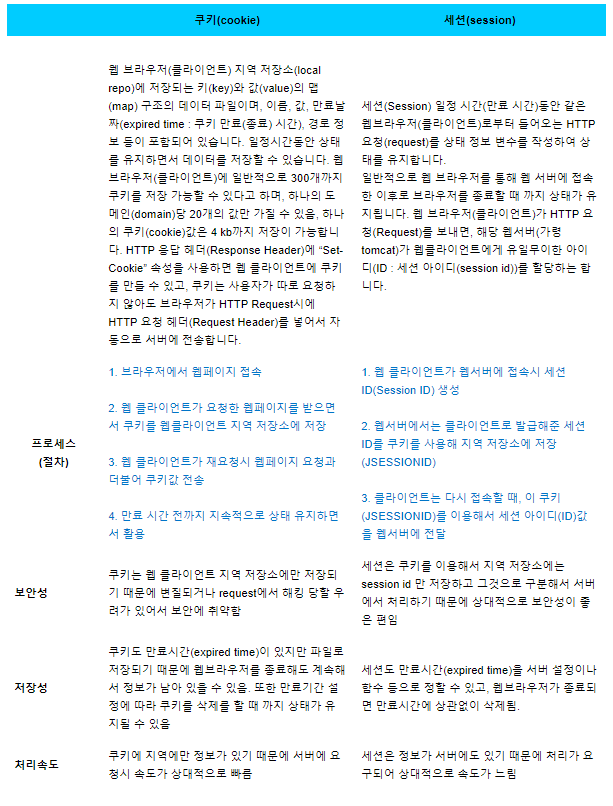 쿠키(cookie)
세션(session)
웹 브라우저(클라이언트) 지역 저장소(local
repo)에 저장되는 키(key)와 값(value)의 맵
(map) 구조의 데이터 파일이며, 이름, 값, 만료날
짜(expired time : 쿠키 만료(종료) 시간), 경로 정
보 등이 포함되어 있습니다. 일정시간동안 상태
를 유지하면서 데이터를 저장할 수 있습니다. 웹
브라우저(클라이언트)에 일반적으로 300개까지
쿠키를 저장 가능할 수 있다고 하며, 하나의 도
메인(domain)당 20개의 값만 가질 수 있음, 하나
의 쿠키(cookie)값은 4 kb까지 저장이 가능합니
다. HTTP 응답 헤더(Response Header)에 “Set-
Cookie” 속성을 사용하면 웹 클라이언트에 쿠키
를 만들 수 있고, 쿠키는 사용자가 따로 요청하
지 않아도 브라우저가 HTTP Request시에
HTTP 요청 헤더(Request Header)를 넣어서 자
동으로 서버에 전송합니다.
세션(Session) 일정 시간(만료 시간)동안 같은
웹브라우저(클라이언트)로부터 들어오는 HTTP
요청(request)를 상태 정보 변수를 작성하여 상
태를 유지합니다.
일반적으로 웹 브라우저를 통해 웹 서버에 접속
한 이후로 브라우저를 종료할 때 까지 상태가 유
지됩니다. 웹 브라우저(클라이언트)가 HTTP 요
청(Request)를 보내면, 해당 웹서버(가령
tomcat)가 웹클라이언트에게 유일무이한 아이
디(ID : 세션 아이디(session id))를 할당하는 합
니다.
프로세스
(절차)
1. 브라우저에서 웹페이지 접속
2. 웹 클라이언트가 요청한 웹페이지를 받으면
서 쿠키를 웹클라이언트 지역 저장소에 저장
3. 웹 클라이언트가 재요청시 웹페이지 요청과
더불어 쿠키값 전송
4. 만료 시간 전까지 지속적으로 상태 유지하면
서 활용
1. 웹 클라이언트가 웹서버에 접속시 세션
ID(Session ID) 생성
2. 웹서버에서는 클라이언트로 발급해준 세션
ID를 쿠키를 사용해 지역 저장소에 저장
(JSESSIONID)
3. 클라이언트는 다시 접속할 때, 이 쿠키
(JSESSIONID)를 이용해서 세션 아이디(ID)값
을 웹서버에 전달
보안성
쿠키는 웹 클라이언트 지역 저장소에만 저장되
기 때문에 변질되거나 request에서 해킹 당할 우
려가 있어서 보안에 취약함
세션은 쿠키를 이용해서 지역 저장소에는
session id 만 저장하고 그것으로 구분해서 서버
에서 처리하기 때문에 상대적으로 보안성이 좋
은 편임
저장성
쿠키도 만료시간(expired time)이 있지만 파일로
저장되기 때문에 웹브라우저를 종료해도 계속해
서 정보가 남아 있을 수 있음. 또한 만료기간 설
정에 따라 쿠키를 삭제를 할 때 까지 상태가 유
지될 수 있음
세션도 만료시간(expired time)을 서버 설정이나
함수 등으로 정할 수 있고, 웹브라우저가 종료되
면 만료시간에 상관없이 삭제됨.
처리속도
쿠키에 지역에만 정보가 있기 때문에 서버에 요
청시 속도가 상대적으로 빠름
세션은 정보가 서버에도 있기 때문에 처리가 요
구되어 상대적으로 속도가 느림